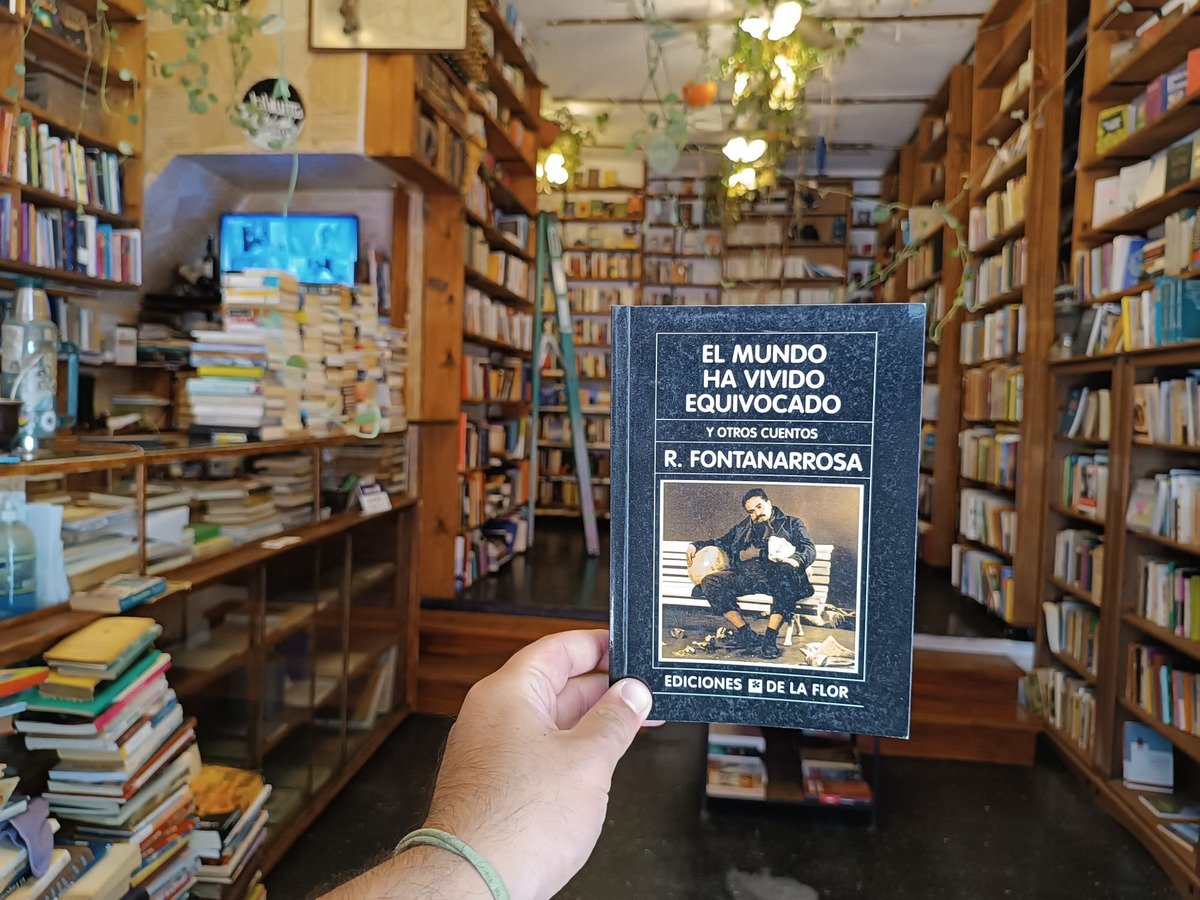 EL MUNDO
HA VIVIDO
EQUIVOCADO
Y OTROS CUENTOS
R. FONTANARROSA
EDICIONES DE LA FLOR